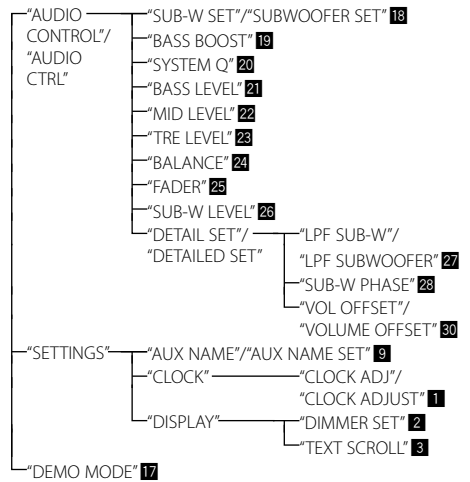 “AUDIO CONTROL”/ “AUDIO CTRL”
“SUB-W SET”/“SUBWOOFER SET” 18
“BASS BOOST” 19
“SYSTEM Q” 20
“BASS LEVEL” 21
“MID LEVEL” 22
“TRE LEVEL” 23
“BALANCE” 24
“FADER” 25
“SUB-W LEVEL” 26
“DETAIL SET”/
“DETAILED SET”
“LPF SUB-W”/
“LPF SUBWOOFER” 27
“SUB-W PHASE” 28
“VOL OFFSET”/
“VOLUME OFFSET” 30
“SETTINGS”
“AUX NAME”/“AUX NAME SET” 9
“CLOCK”
“CLOCK ADJ”/
“CLOCK ADJUST” 1
“DISPLAY”
“DIMMER SET” 2
“TEXT SCROLL” 3
“DEMO MODE” 17